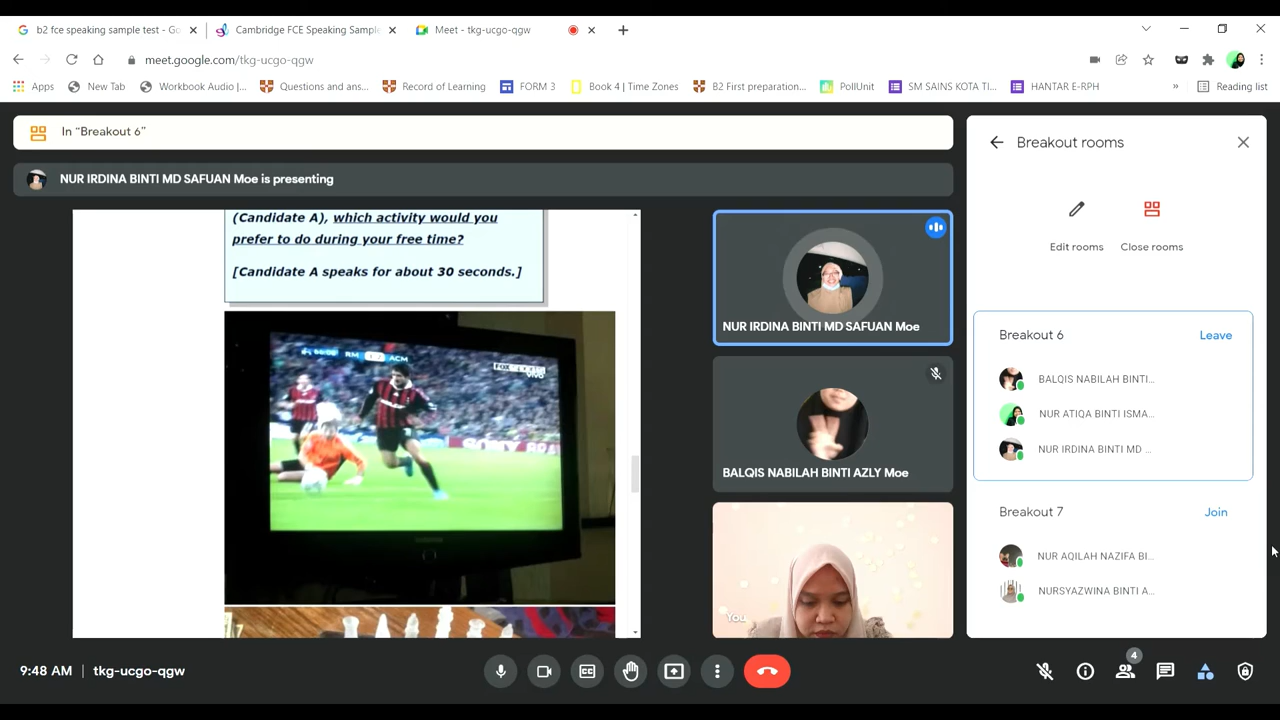 b2 fce speaking sample test - Go
Cambridge FCE Speaking Sample
Meet - tkg-ucgo-qgw
meet.google.com/tkg-ucgo-qgw
Apps
New Tab
Workbook Audio |...
Questions and ans...
Record of Learning
FORM 3
Book 4 | Time Zones
B2 First preparation...
PollUnit
SM SAINS KOTA TI...
HANTAR E-RPH
»
Reading list
In "Breakout 6"
NUR IRDINA BINTI MD SAFUAN Moe is presenting
(Candidate A), which activity would you
prefer to do during your free time?
[Candidate A speaks for about 30 seconds.]
RM
ACM
VIVO
SONY
NUR IRDINA BINTI MD SAFUAN Moe
BALQIS NABILAH BINTI AZLY Moe
You
Breakout rooms
Edit rooms
Close rooms
Breakout 6
Leave
BALQIS NABILAH BINTI...
NUR ATIQA BINTI ISMA...
NUR IRDINA BINTI MD ...
Breakout 7
Join
NUR AQILAH NAZIFA BI...
NURSYAZWINA BINTI A...
9:48 AM
tkg-ucgo-qgw
4